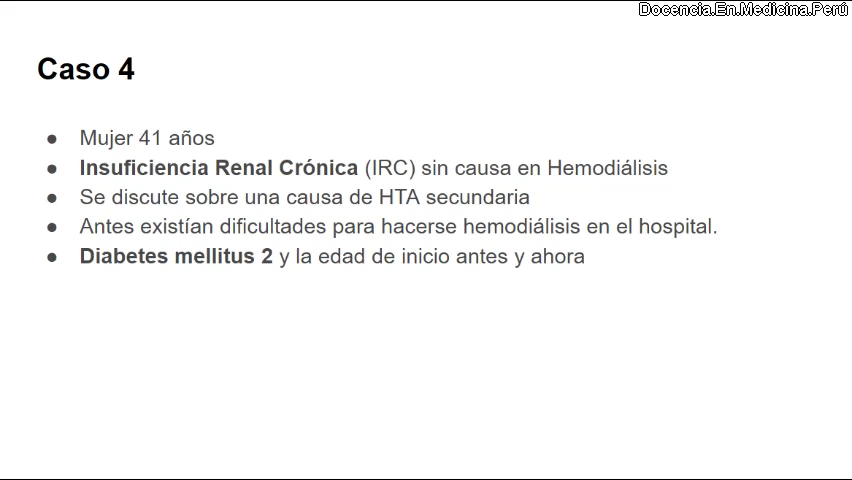 Docencia.En.Medicina.Perú
Caso 4
● Mujer 41 años
● Insuficiencia Renal Crónica (IRC) sin causa en Hemodiálisis
● Se discute sobre una causa de HTA secundaria
● Antes existían dificultades para hacerse hemodiálisis en el hospital.
● Diabetes mellitus 2 y la edad de inicio antes y ahora